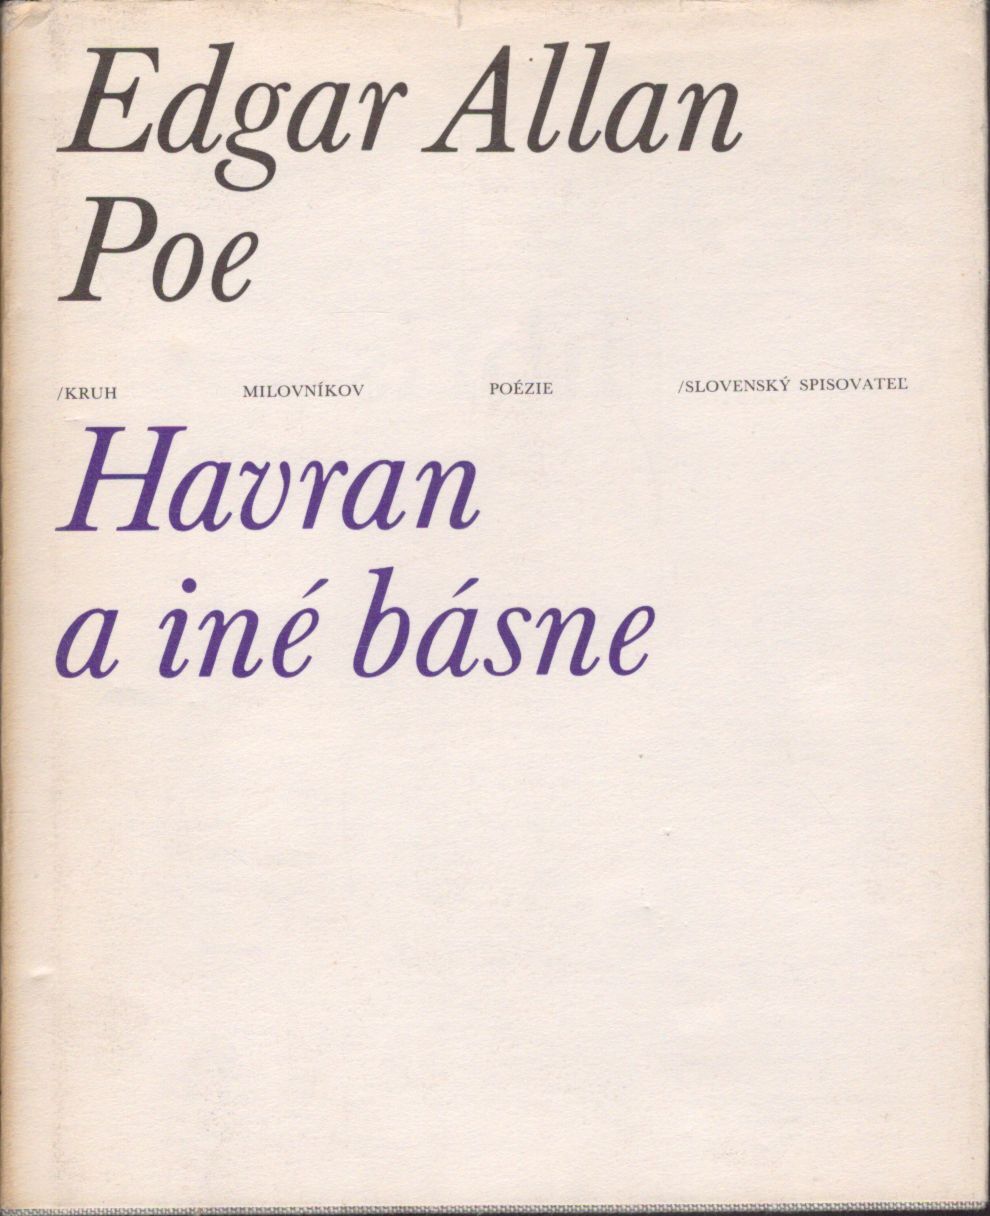 Edgar Allan
Poe
/KRUH MILOVNÍKOV POÉZIE /SLOVENSKÝ SPISOVATEĽ
Havran
a iné básne